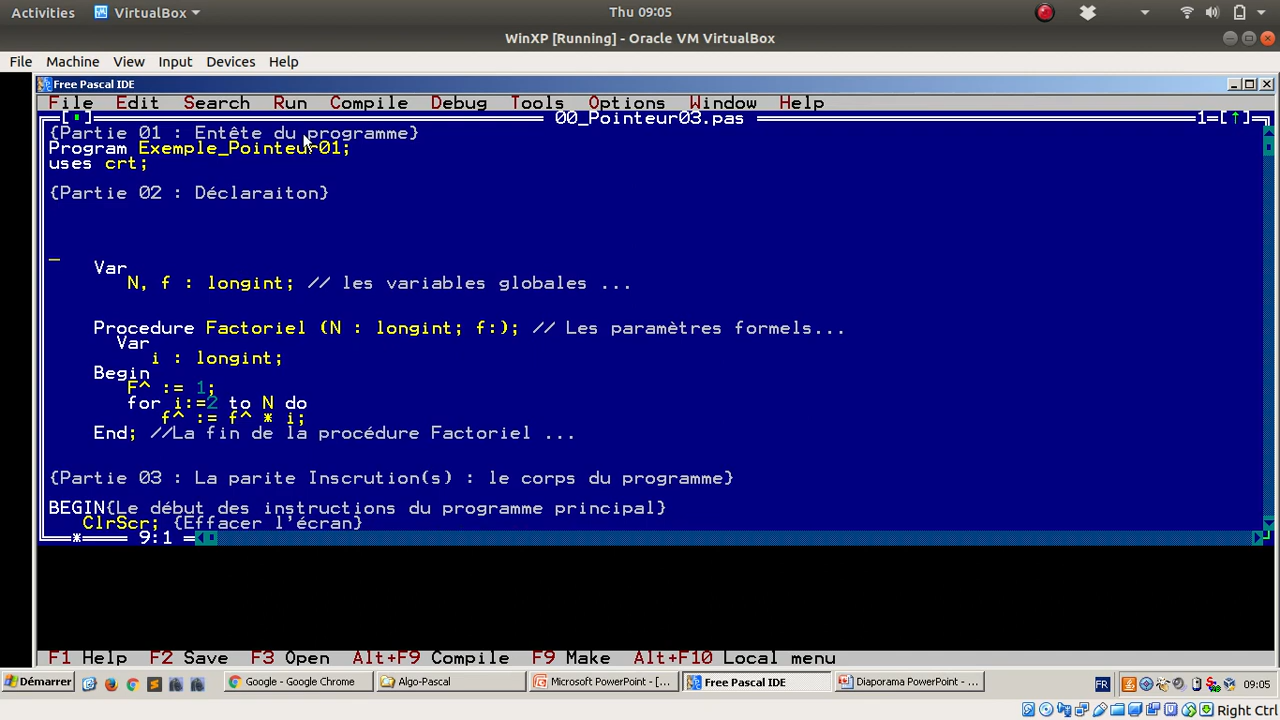 Activities VirtualBox Thu 09:05
WinXP [Running] - Oracle VM VirtualBox
File Machine View Input Devices Help
Free Pascal IDE
File Edit Search Run Compile Debug Tools Options Window Help
00_Pointeur03.pas 1=[↑]
{Partie 01 : Entête du programme}
Program Exemple_Pointeur01;
uses crt;
{Partie 02 : Déclaraiton}
Var
N, f : longint; // les variables globales ...
Procedure Factoriel (N : longint; f:); // Les paramètres formels...
Var
i : longint;
Begin
F^ := 1;
for i:=2 to N do
f^ := f^ * i;
End; //La fin de la procédure Factoriel ...
{Partie 03 : La parite Inscrution(s) : le corps du programme}
BEGIN{Le début des instructions du programme principal}
ClrScr; {Effacer l'écran}
* 9:1
F1 Help F2 Save F3 Open Alt+F9 Compile F9 Make Alt+F10 Local menu
Démarrer Google - Google Chrome Algo-Pascal Microsoft PowerPoint - [... Free Pascal IDE Diaporama PowerPoint - ... FR 09:05
Right Ctrl